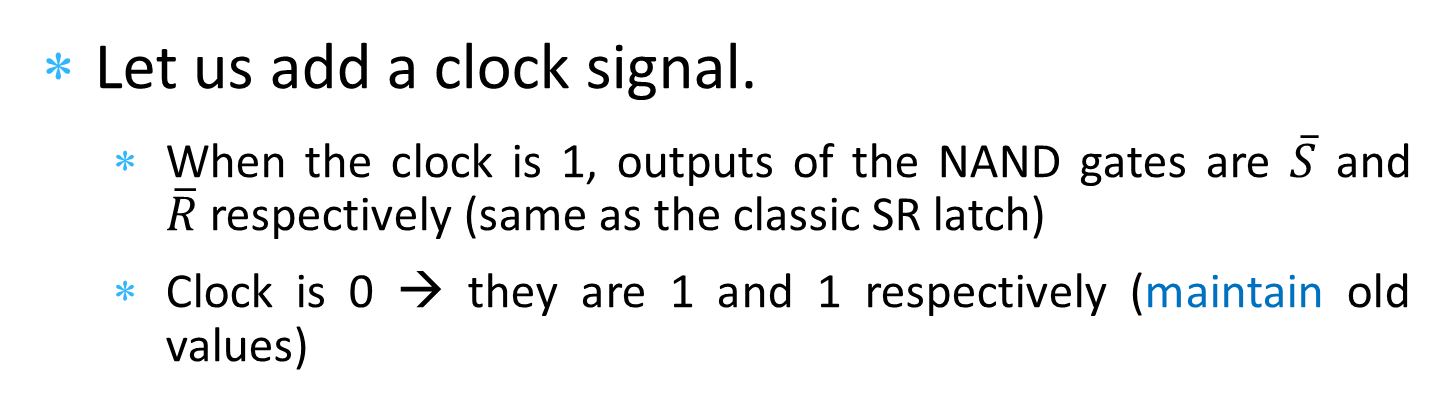 * Let us add a clock signal.
* When the clock is 1, outputs of the NAND gates are S̄ and
R̄ respectively (same as the classic SR latch)
* Clock is 0 → they are 1 and 1 respectively (maintain old
values)